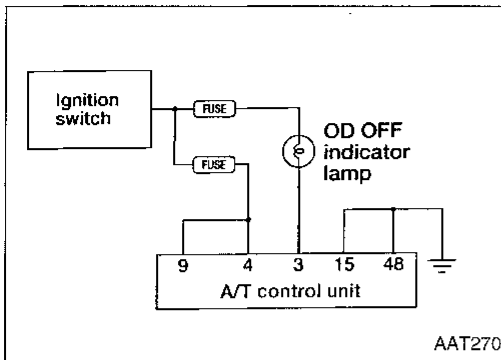 Ignition
switch
FUSE
FUSE
OD OFF
indicator
lamp
9 4 3 15 48
A/T control unit
AAT270